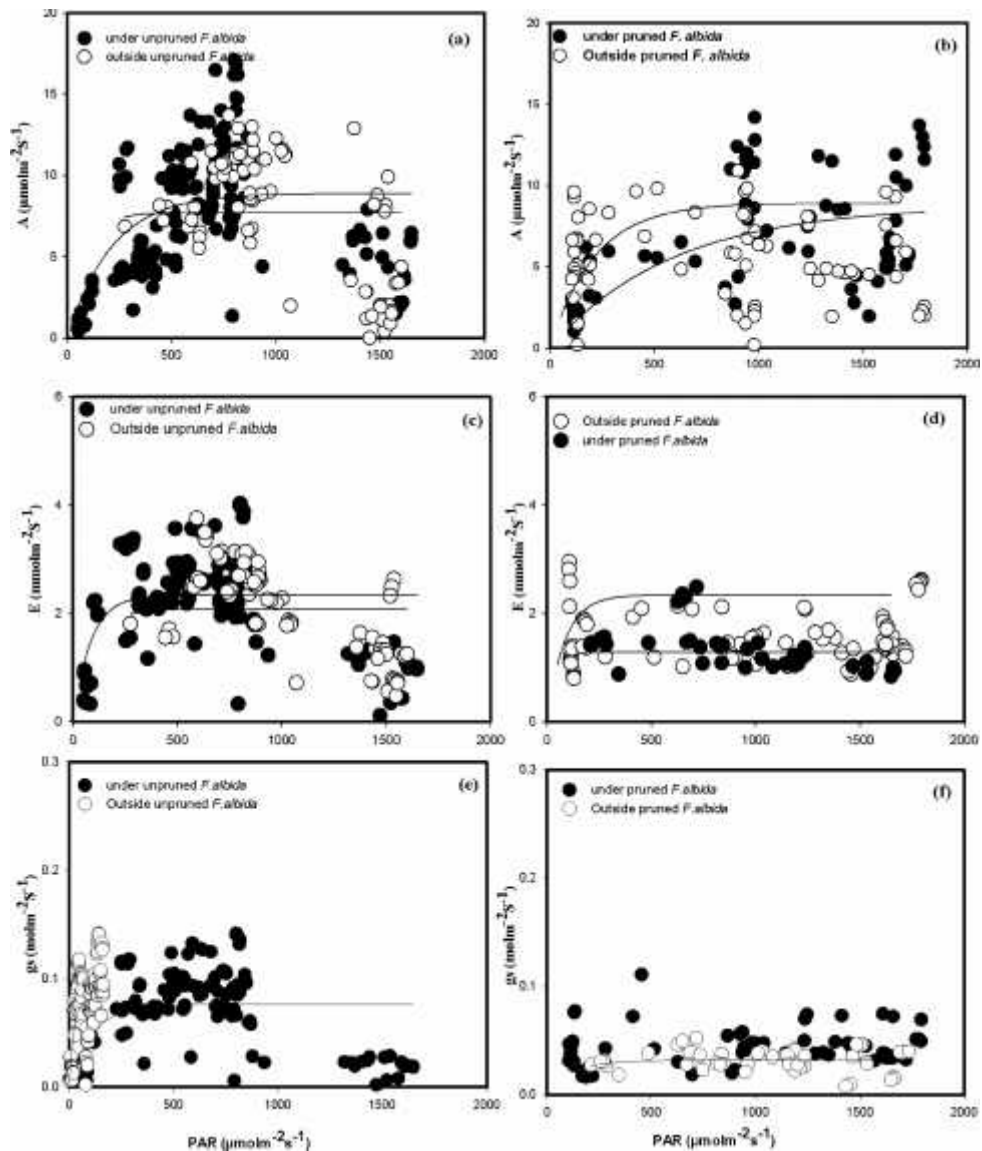 20
15
10
5
0
A (µmolm⁻²S⁻¹)
under unpruned F.albida
outside unpruned F.albida
(a)
0 500 1000 1500 2000
20
15
10
5
0
A (µmolm⁻²S⁻¹)
under pruned F. albida
Outside pruned F. albida
(b)
0 500 1000 1500 2000
6
4
2
0
E (mmolm⁻²S⁻¹)
under unpruned F.albida
Outside unpruned F.albida
(c)
0 500 1000 1500 2000
6
4
2
0
E (mmolm⁻²S⁻¹)
Outside pruned F.albida
under pruned F.albida
(d)
0 500 1000 1500 2000
0.3
0.2
0.1
0.0
gs (molm⁻²S⁻¹)
under unpruned F.albida
Outside unpruned F.albida
(e)
0 500 1000 1500 2000
PAR (µmolm⁻²s⁻¹)
0.3
0.2
0.1
0.0
gs (molm⁻²S⁻¹)
under pruned F.albida
Outside pruned F.albida
(f)
0 500 1000 1500 2000
PAR (µmolm⁻²s⁻¹)